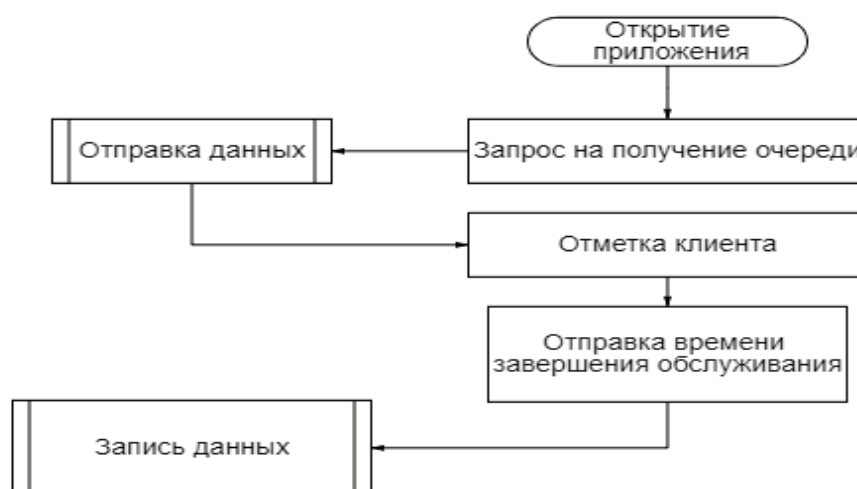 Открытие
приложения
Запрос на получение очереди
Отправка данных
Отметка клиента
Отправка времени
завершения обслуживания
Запись данных